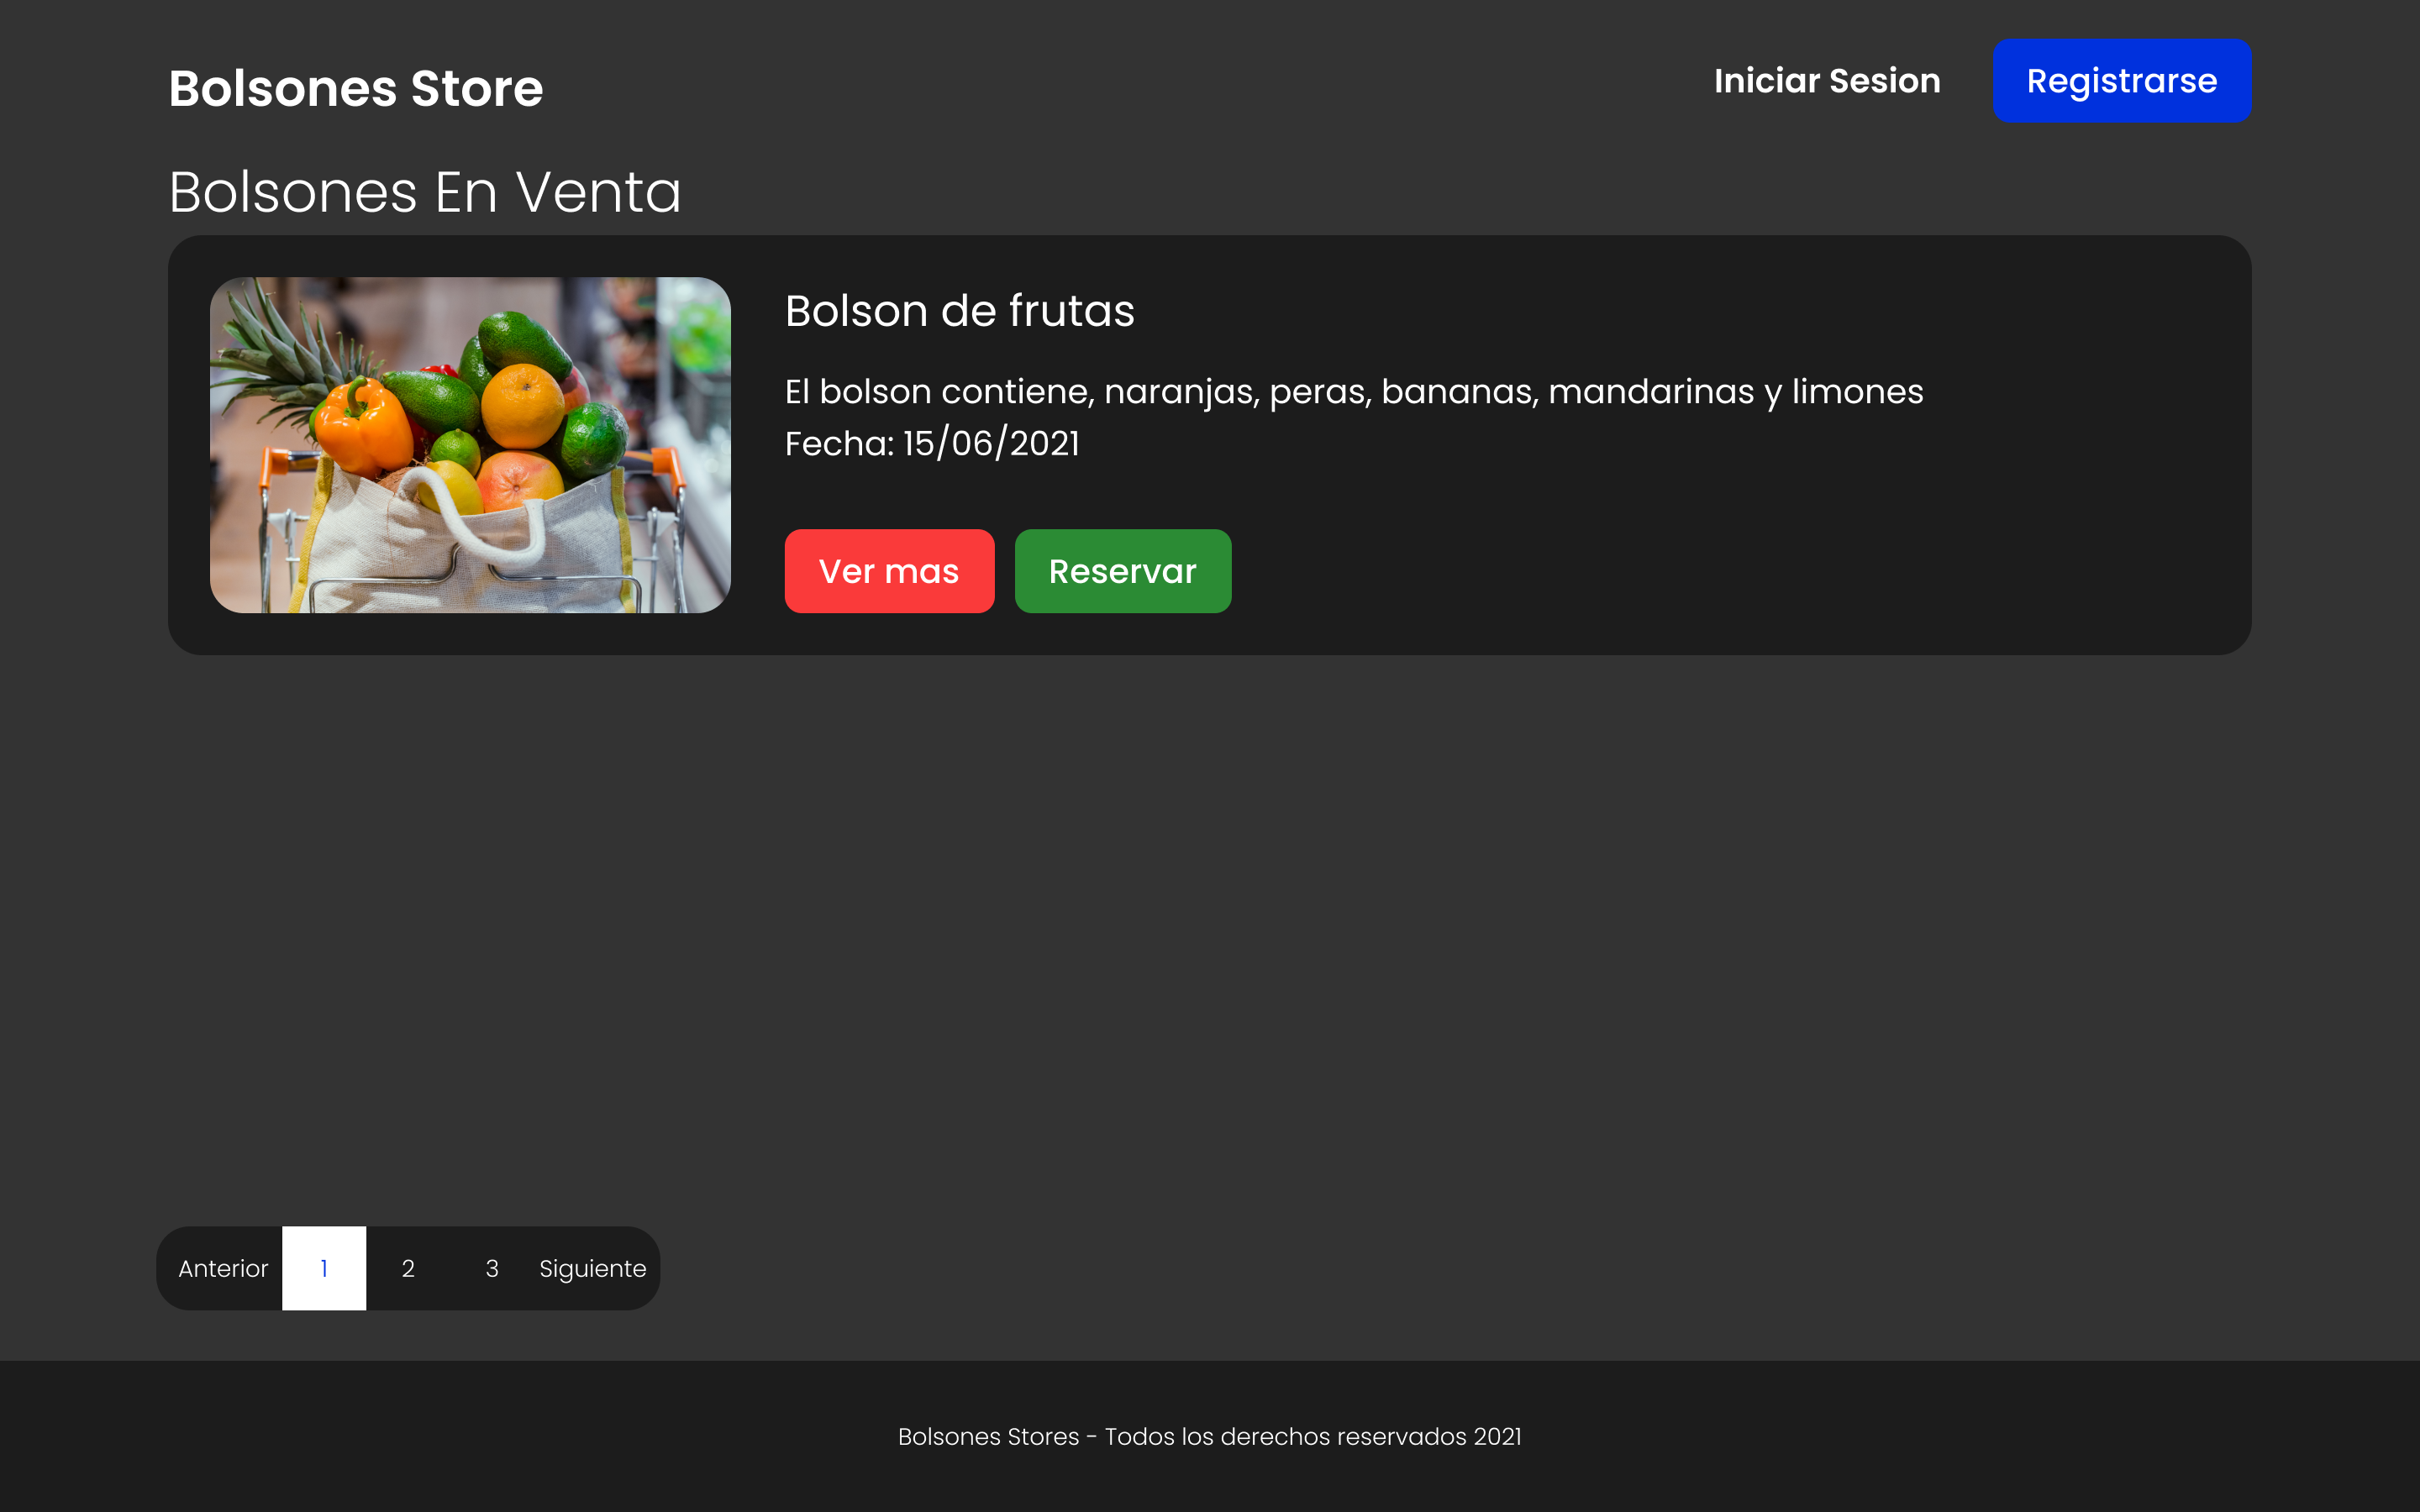 Bolsones Store
Iniciar Sesion
Registrarse
Bolsones En Venta
Bolson de frutas
El bolson contiene, naranjas, peras, bananas, mandarinas y limones
Fecha: 15/06/2021
Ver mas
Reservar
Anterior 1 2 3 Siguiente
Bolsones Stores - Todos los derechos reservados 2021